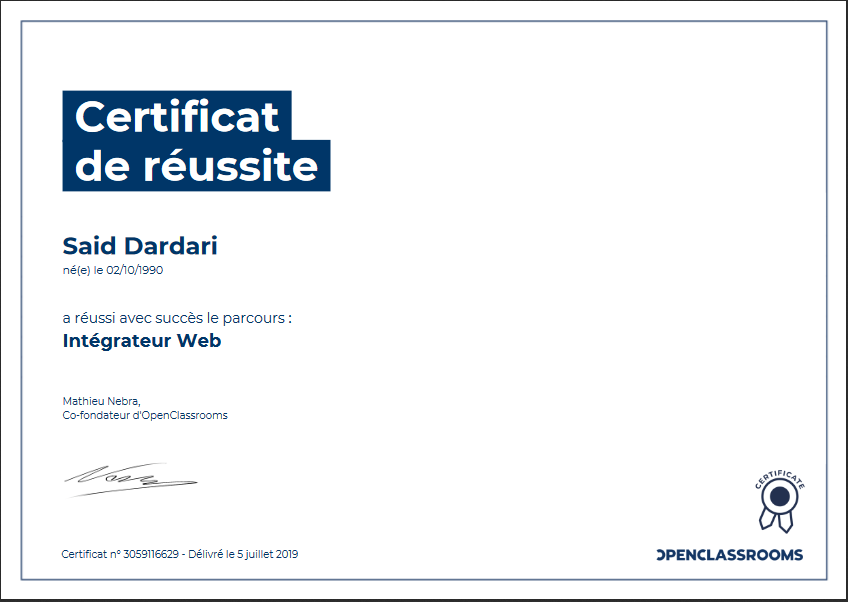 Certificat
de réussite
Said Dardari
né(e) le 02/10/1990
a réussi avec succès le parcours :
Intégrateur Web
Mathieu Nebra,
Co-fondateur d'OpenClassrooms
CERTIFICATE
Certificat n° 3059116629 - Délivré le 5 juillet 2019
OPENCLASSROOMS